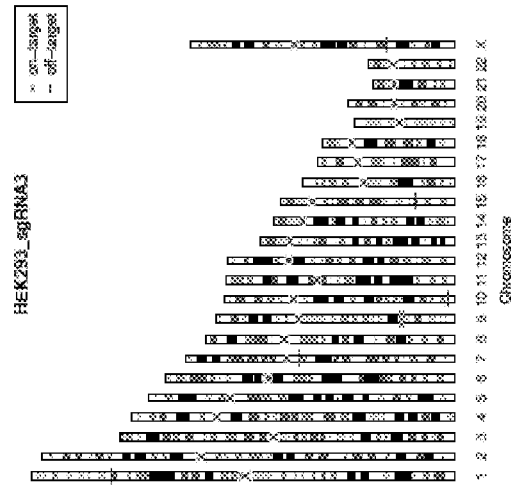 HEK293_sgRNA3
× on-target
-- off-target
1 2 3 4 5 6 7 8 9 10 11 12 13 14 15 16 17 18 19 20 21 22 X
Chromosome